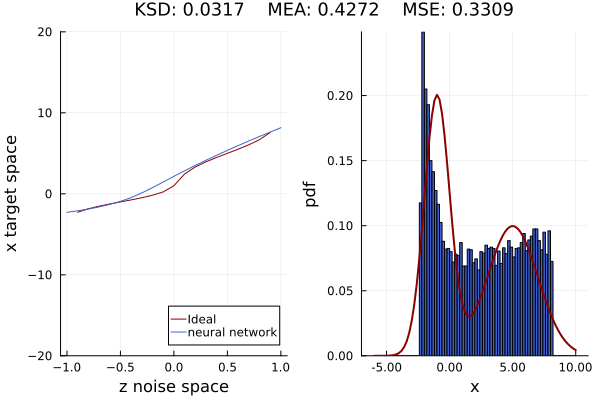 KSD: 0.0317 MEA: 0.4272 MSE: 0.3309
20
10
0
−10
−20
x target space
−1.0 −0.5 0.0 0.5 1.0
z noise space
Ideal
neural network
0.20
0.15
0.10
0.05
0.00
pdf
-5.00 0.00 5.00 10.00
x